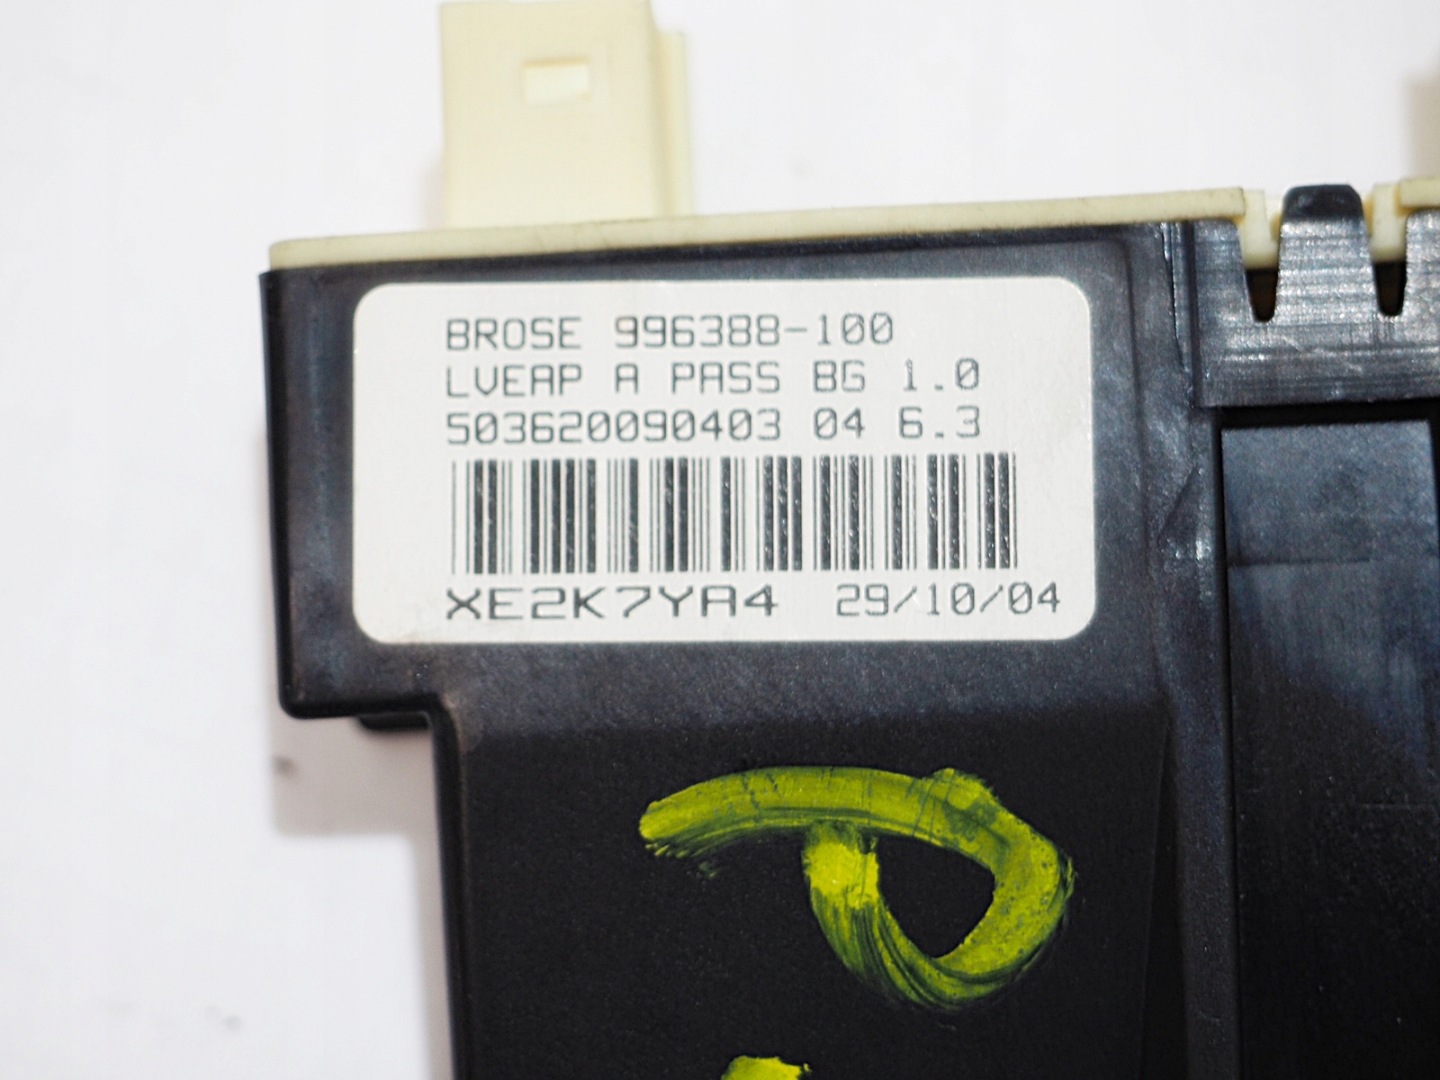 BROSE 996388-100
LVEAP A PASS BG 1.0
503620090403 04 6.3
XE2K7YA4 29/10/04